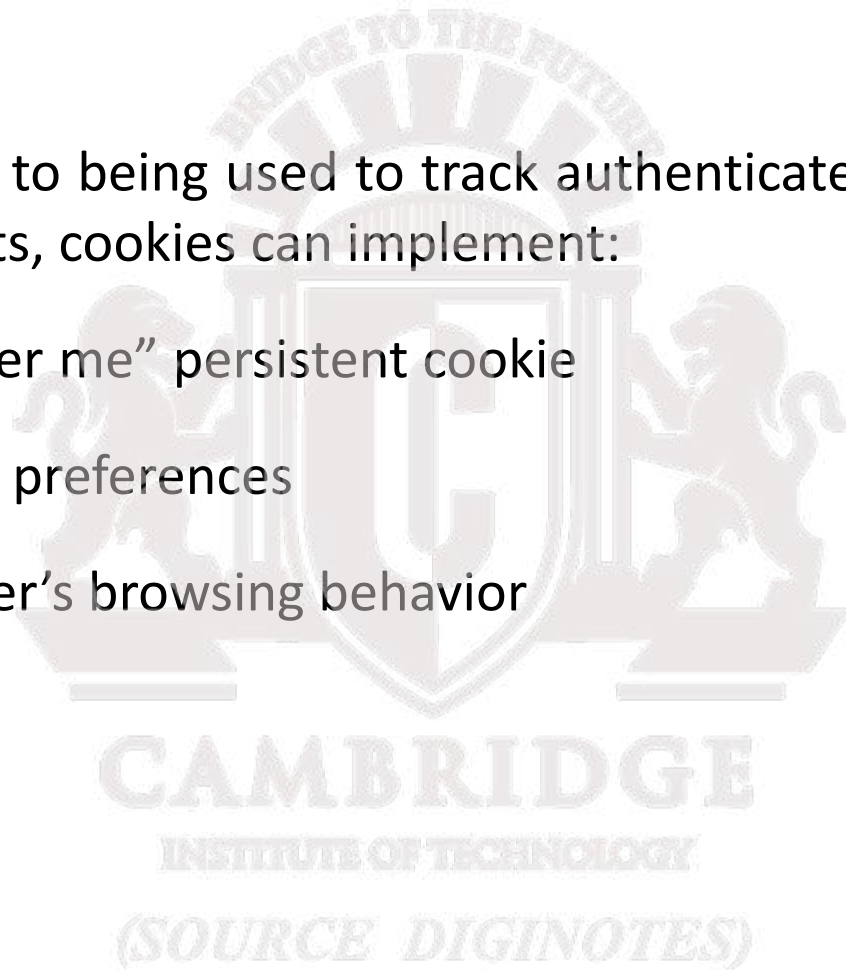 BRIDGE TO THE FUTURE
to being used to track authenticate
ts, cookies can implement:
er me” persistent cookie
preferences
er’s browsing behavior
C
CAMBRIDGE
INSTITUTE OF TECHNOLOGY
(SOURCE DIGINOTES)